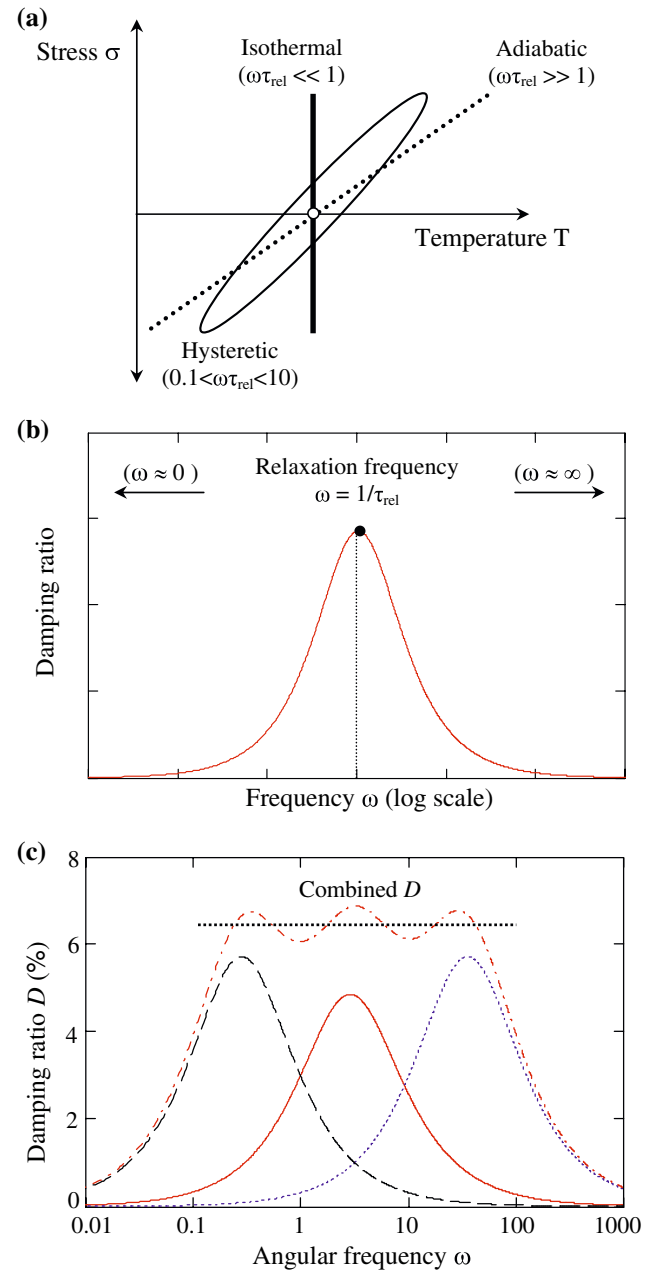 (a)
Stress σ
Isothermal
(ωτrel << 1)
Adiabatic
(ωτrel >> 1)
Temperature T
Hysteretic
(0.1<ωτrel<10)
(b)
(ω ≈ 0 )
Relaxation frequency
ω = 1/τrel
(ω ≈ ∞ )
Damping ratio
Frequency ω (log scale)
(c)
8
6
4
2
0
Combined D
Damping ratio D (%)
0.01
0.1
1
10
100
1000
Angular frequency ω